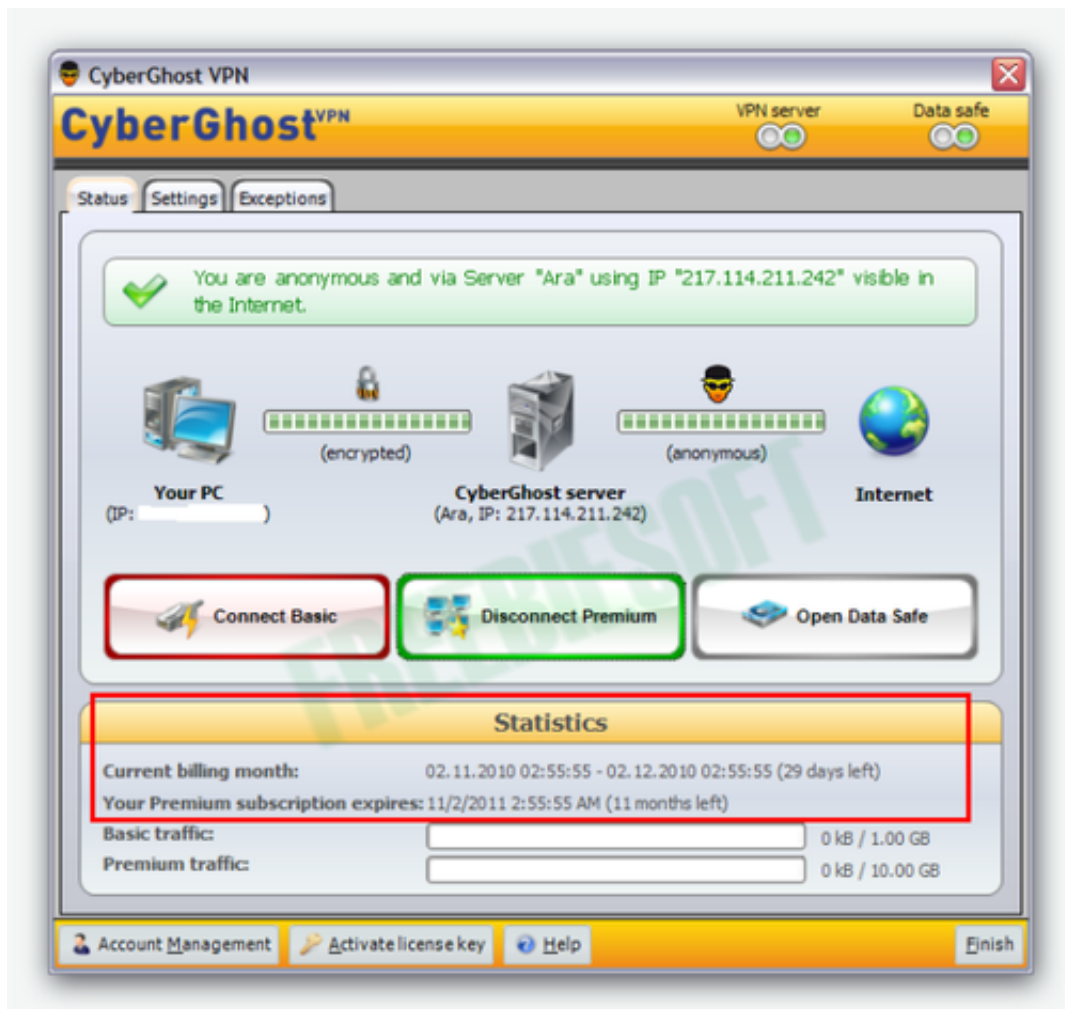 CyberGhost VPN
CyberGhost VPN
VPN server
Data safe
Status Settings Exceptions
You are anonymous and via Server "Ara" using IP "217.114.211.242" visible in
the Internet.
(encrypted)
(anonymous)
Your PC
(IP: )
CyberGhost server
(Ara, IP: 217.114.211.242)
Internet
Connect Basic
Disconnect Premium
Open Data Safe
FREEBIESOFT
Statistics
Current billing month: 02.11.2010 02:55:55 - 02.12.2010 02:55:55 (29 days left)
Your Premium subscription expires: 11/2/2011 2:55:55 AM (11 months left)
Basic traffic: 0 kB / 1.00 GB
Premium traffic: 0 kB / 10.00 GB
Account Management
Activate license key
Help
Finish